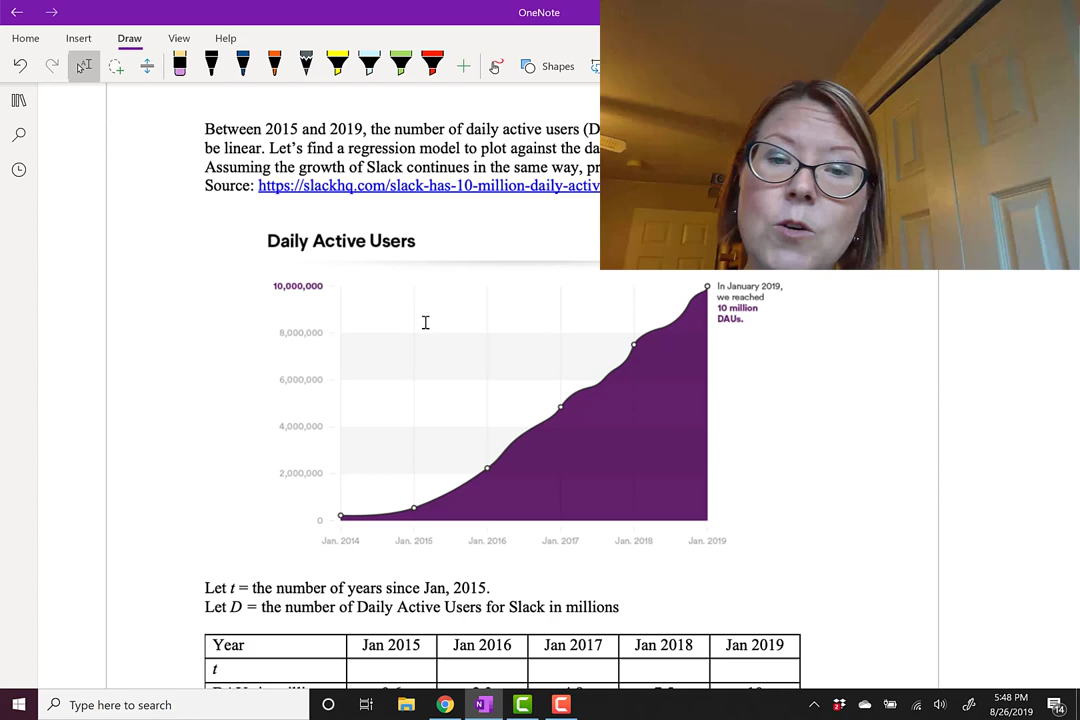 OneNote
Home Insert Draw View Help
Shapes
Between 2015 and 2019, the number of daily active users (D
be linear. Let's find a regression model to plot against the da
Assuming the growth of Slack continues in the same way, pr
Source: https://slackhq.com/slack-has-10-million-daily-activ
Daily Active Users
10,000,000
8,000,000
6,000,000
4,000,000
2,000,000
0
In January 2019,
we reached
10 million
DAUs.
Jan. 2014 Jan. 2015 Jan. 2016 Jan. 2017 Jan. 2018 Jan. 2019
Let t = the number of years since Jan, 2015.
Let D = the number of Daily Active Users for Slack in millions
Year Jan 2015 Jan 2016 Jan 2017 Jan 2018 Jan 2019
t
Type here to search
5:48 PM
8/26/2019
14